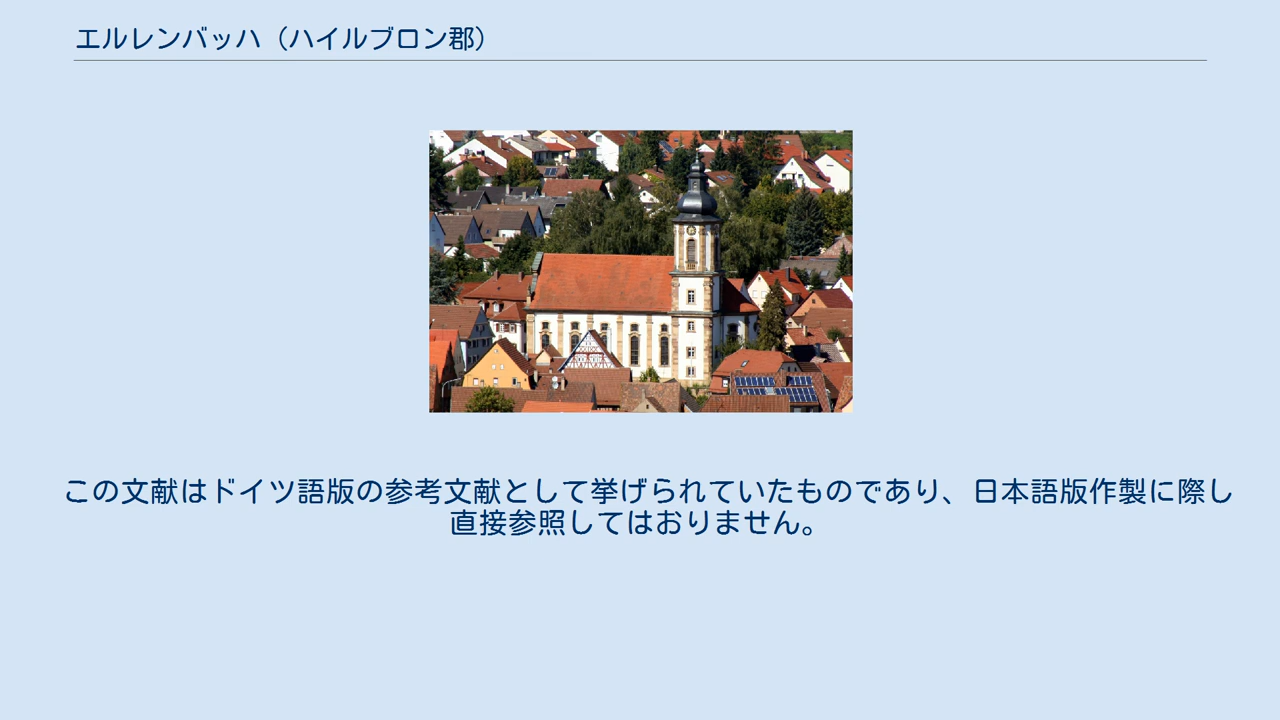 エルレンバッハ（ハイルブロン郡）
この文献はドイツ語版の参考文献として挙げられていたものであり、日本語版作製に際し
直接参照してはおりません。